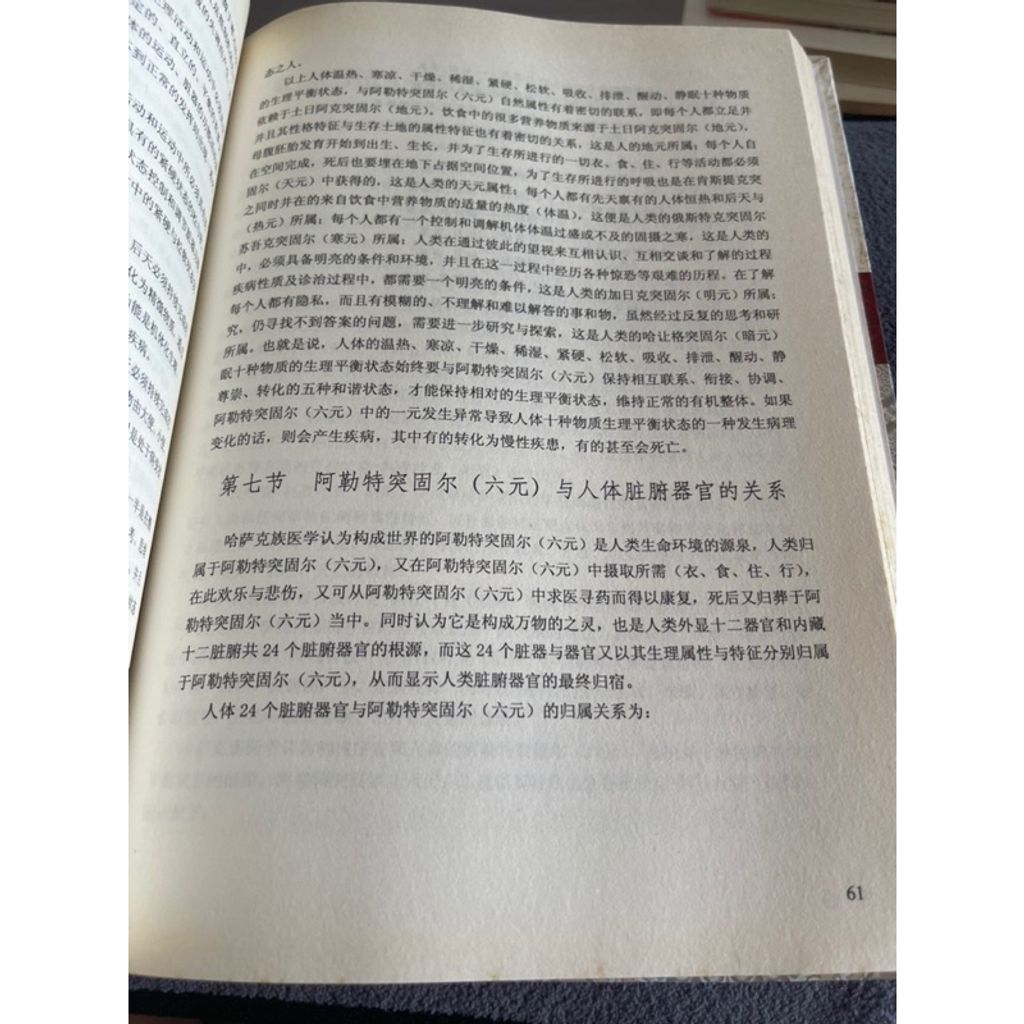 态之人。
以上人体温热、寒凉、干燥、稀湿、紧硬、松软、吸收、排泄、醒动、静眠十种物质
的生理平衡状态，与阿勒特突固尔（六元）自然属性有着密切的联系，即每个人都立足并
依赖于土日阿克突固尔（地元）。饮食中的很多营养物质来源于土日阿克突固尔（地元），
并且其性格特征与生存土地的属性特征也有着密切的关系，这是人的地元所属；每个人自
母腹胚胎发育开始到出生、生长，并为了生存所进行的一切衣、食、住、行等活动都必须
在空间完成，死后也要埋在地下占据空间位置，为了生存所进行的呼吸也是在肯斯提克突
固尔（天元）中获得的，这是人类的天元属性；每个人都有先天禀有的人体恒热和后天与
之同时并在的来自饮食中营养物质的适量的热度（体温），这便是人类的俄斯特克突固尔
（热元）所属；每个人都有一个控制和调解机体体温过盛或不及的固摄之寒，这是人类的
苏吾克突固尔（寒元）所属；人类在通过彼此的望视来互相认识、互相交谈和了解的过程
中，必须具备明亮的条件和环境，并且在这一过程中经历各种惊恐等艰难的历程。在了解
疾病性质及诊治过程中，都需要一个明亮的条件，这是人类的加日克突固尔（明元）所属；
每个人都有隐私，而且有模糊的、不理解和难以解答的事和物，虽然经过反复的思考和研
究，仍寻找不到答案的问题，需要进一步研究与探索，这是人类的哈让格突固尔（暗元）
所属。也就是说，人体的温热、寒凉、干燥、稀湿、紧硬、松软、吸收、排泄、醒动、静
眠十种物质的生理平衡状态始终要与阿勒特突固尔（六元）保持相互联系、衔接、协调、
尊崇、转化的五种和谐状态，才能保持相对的生理平衡状态，维持正常的有机整体。如果
阿勒特突固尔（六元）中的一元发生异常导致人体十种物质生理平衡状态的一种发生病理
变化的话，则会产生疾病，其中有的转化为慢性疾患，有的甚至会死亡。
第七节 阿勒特突固尔（六元）与人体脏腑器官的关系
哈萨克族医学认为构成世界的阿勒特突固尔（六元）是人类生命环境的源泉，人类归
属于阿勒特突固尔（六元），又在阿勒特突固尔（六元）中摄取所需（衣、食、住、行），
在此欢乐与悲伤，又可从阿勒特突固尔（六元）中求医寻药而得以康复，死后又归葬于阿
勒特突固尔（六元）当中。同时认为它是构成万物的之灵，也是人类外显十二器官和内藏
十二脏腑共 24 个脏腑器官的根源，而这 24 个脏器与器官又以其生理属性与特征分别归属
于阿勒特突固尔（六元），从而显示人类脏腑器官的最终归宿。
人体 24 个脏腑器官与阿勒特突固尔（六元）的归属关系为：
61